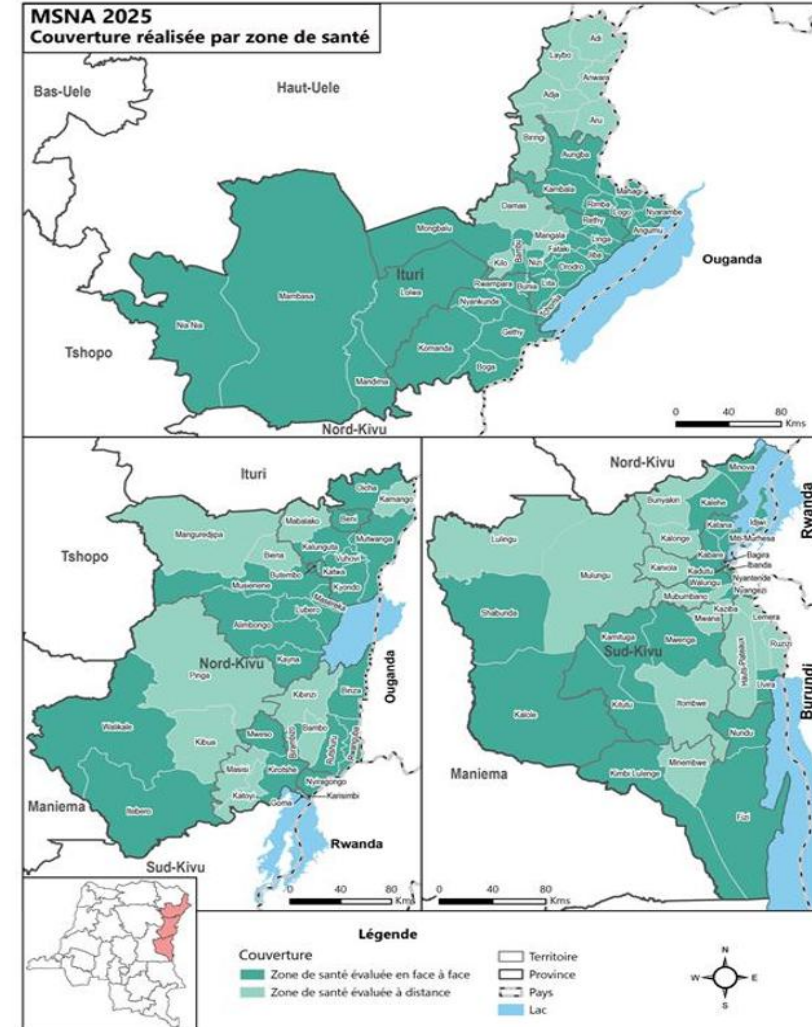 MSNA 2025
Couverture réalisée par zone de santé
Bas-Uele
Haut-Uele
Adi
Laybo
Anwara
Adja
Aru
Biringi
Aungba
Kambala
Mahagi
Damas
Rimba
Logo
Nyarambe
Mongbalu
Rethy
Angumu
Mangala
Linga
Fataki
Bambu
Kilo
Nizi
Jiba
Drodro
Ituri
Ouganda
Mambasa
Lolwa
Rwampara
Bunia
Lita
Tchomia
Nyankunde
Nia Nia
Gethy
Komanda
Tshopo
Boga
Mandima
Nord-Kivu
0 40 80
Kms
Ituri
Oicha
Kamango
Mabalako
Beni
Manguredjipa
Mutwanga
Kalunguta
Biena
Vuhovi
Tshopo
Butembo
Katwa
Kyondo
Musienene
Masereka
Lubero
Alimbongo
Nord-Kivu
Kayna
Pinga
Ouganda
Kibirizi
Binza
Walikale
Bambo
Mweso
Birambizo
Rutshuru
Rwanguba
Kibua
Masisi
Kirotshe
Nyiragongo
Katoyi
Karisimbi
Maniema
Goma
Itebero
Rwanda
Sud-Kivu
0 40 80
Kms
Nord-Kivu
Minova
Bunyakiri
Kalehe
Rwanda
Lulingu
Katana
Idjwi
Kalonge
Miti-Murhesa
Mulungu
Kabare
Bagira
Kaniola
Kadutu
Ibanda
Walungu
Nyantende
Shabunda
Mubumbano
Nyangezi
Kaziba
Mwana
Lemera
Kamituga
Mwenga
Hauts-Plateaux
Ruzizi
Sud-Kivu
Uvira
Burundi
Kalole
Kitutu
Itombwe
Nundu
Maniema
Minembwe
Kimbi Lulenge
Fizi
0 40 80
Kms
Légende
Couverture
Zone de santé évaluée en face à face
Zone de santé évaluée à distance
Territoire
Province
Pays
Lac
N
W
E
S